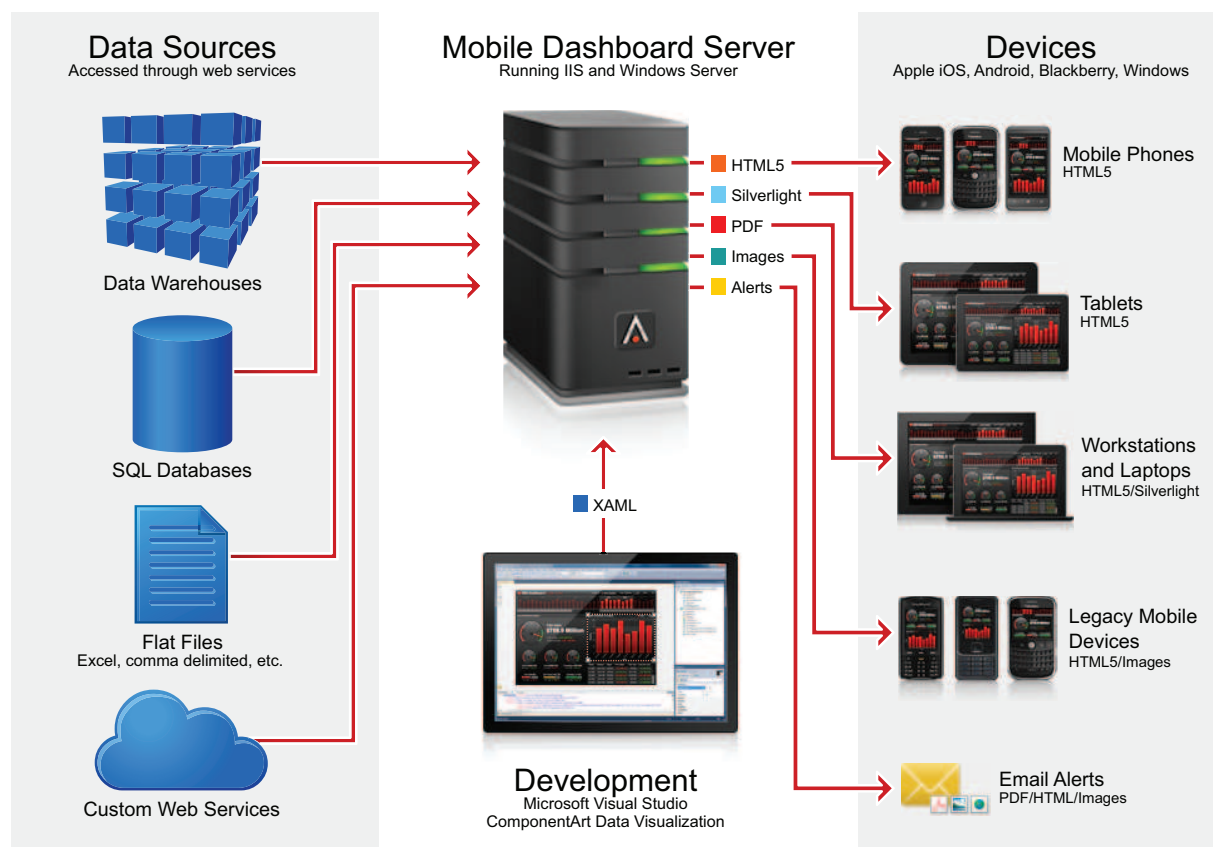 Data Sources
Accessed through web services
Data Warehouses
SQL Databases
Flat Files
Excel, comma delimited, etc.
Custom Web Services
Mobile Dashboard Server
Running IIS and Windows Server
HTML5
Silverlight
PDF
Images
Alerts
XAML
Development
Microsoft Visual Studio
ComponentArt Data Visualization
Devices
Apple iOS, Android, Blackberry, Windows
Mobile Phones
HTML5
Tablets
HTML5
Workstations
and Laptops
HTML5/Silverlight
Legacy Mobile
Devices
HTML5/Images
Email Alerts
PDF/HTML/Images